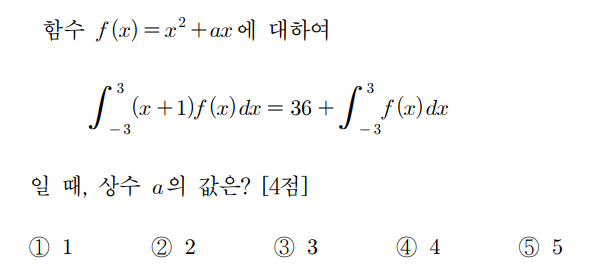 함수 f(x)=x²+ax에 대하여
∫₋₃³(x+1)f(x)dx = 36 + ∫₋₃³f(x)dx
일 때, 상수 a의 값은? [4점]
① 1 ② 2 ③ 3 ④ 4 ⑤ 5